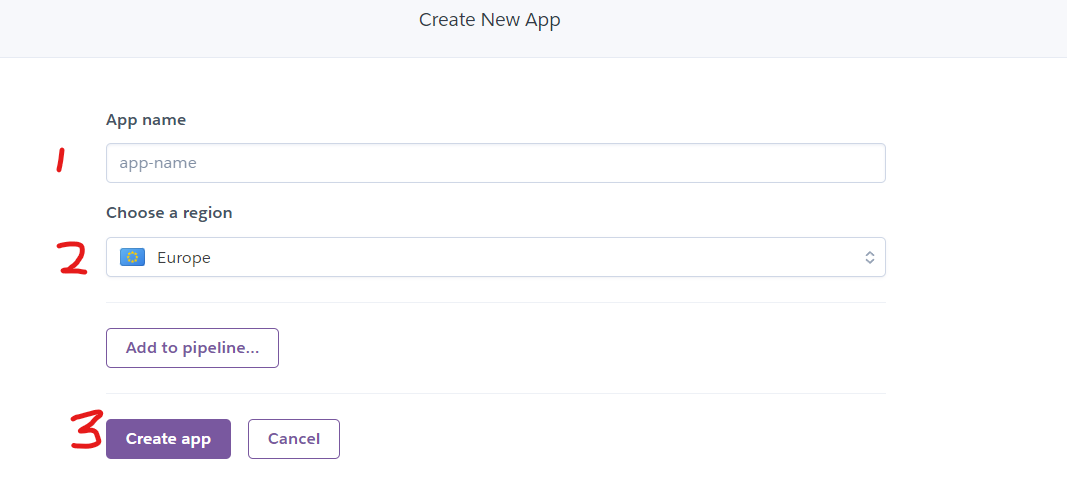 Create New App
App name
1
app-name
Choose a region
2
Europe
Add to pipeline...
3
Create app
Cancel